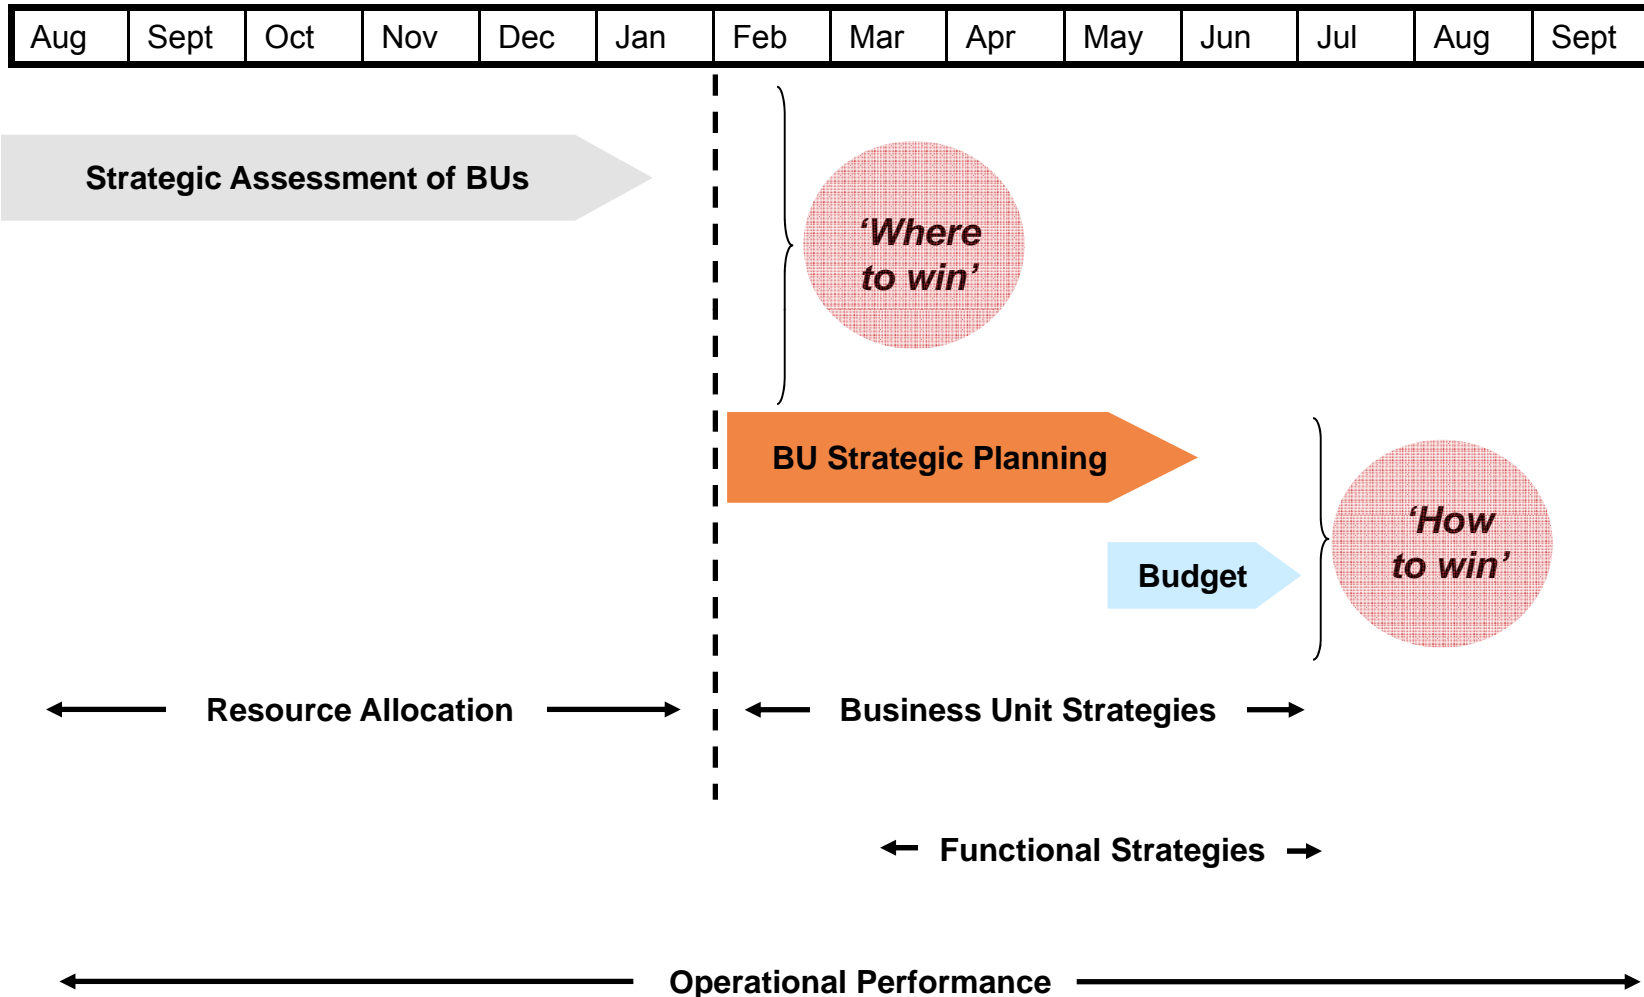 Aug Sept Oct Nov Dec Jan Feb Mar Apr May Jun Jul Aug Sept
Strategic Assessment of BUs
‘Where
to win’
BU Strategic Planning
‘How
to win’
Budget
Resource Allocation
Business Unit Strategies
Functional Strategies
Operational Performance